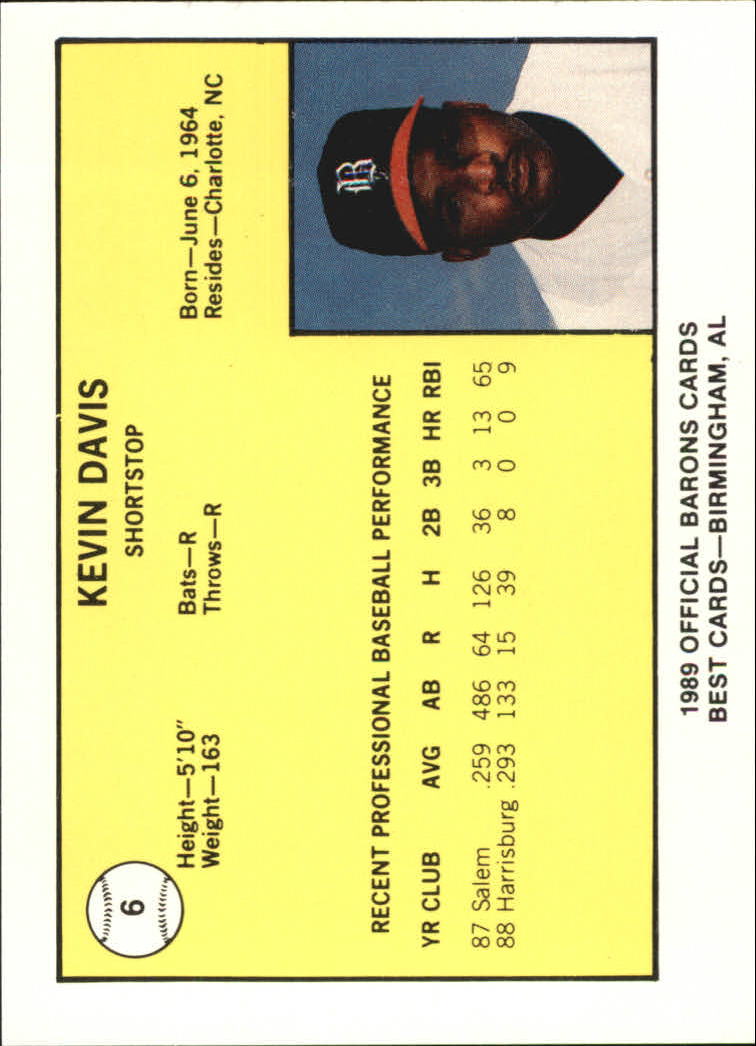 6
KEVIN DAVIS
SHORTSTOP
Height—5'10" Bats—R Born—June 6, 1964
Weight—163 Throws—R Resides—Charlotte, NC
B
RECENT PROFESSIONAL BASEBALL PERFORMANCE
YR CLUB AVG AB R H 2B 3B HR RBI
87 Salem .259 486 64 126 36 3 13 65
88 Harrisburg .293 133 15 39 8 0 0 9
1989 OFFICIAL BARONS CARDS
BEST CARDS—BIRMINGHAM, AL